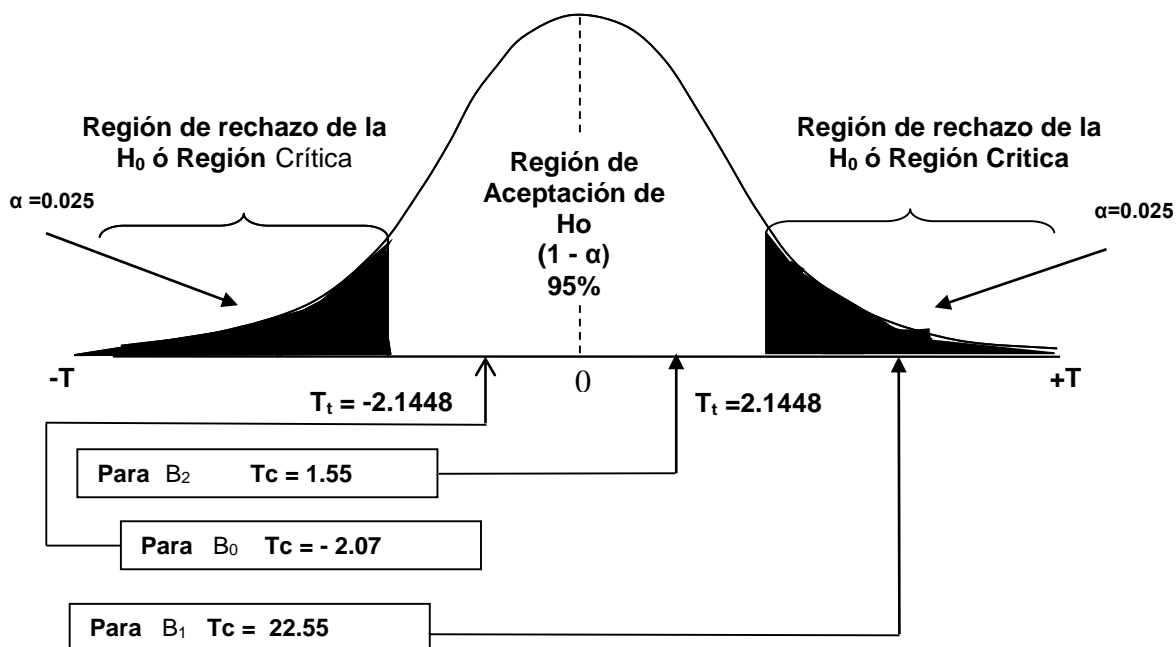 Región de rechazo de la
H₀ ó Región Crítica
α =0.025
Región de
Aceptación de
Ho
(1 - α)
95%
Región de rechazo de la
H₀ ó Región Critica
α=0.025
-T
0
+T
Tₜ = -2.1448
Tₜ =2.1448
Para B₂ Tc = 1.55
Para B₀ Tc = - 2.07
Para B₁ Tc = 22.55